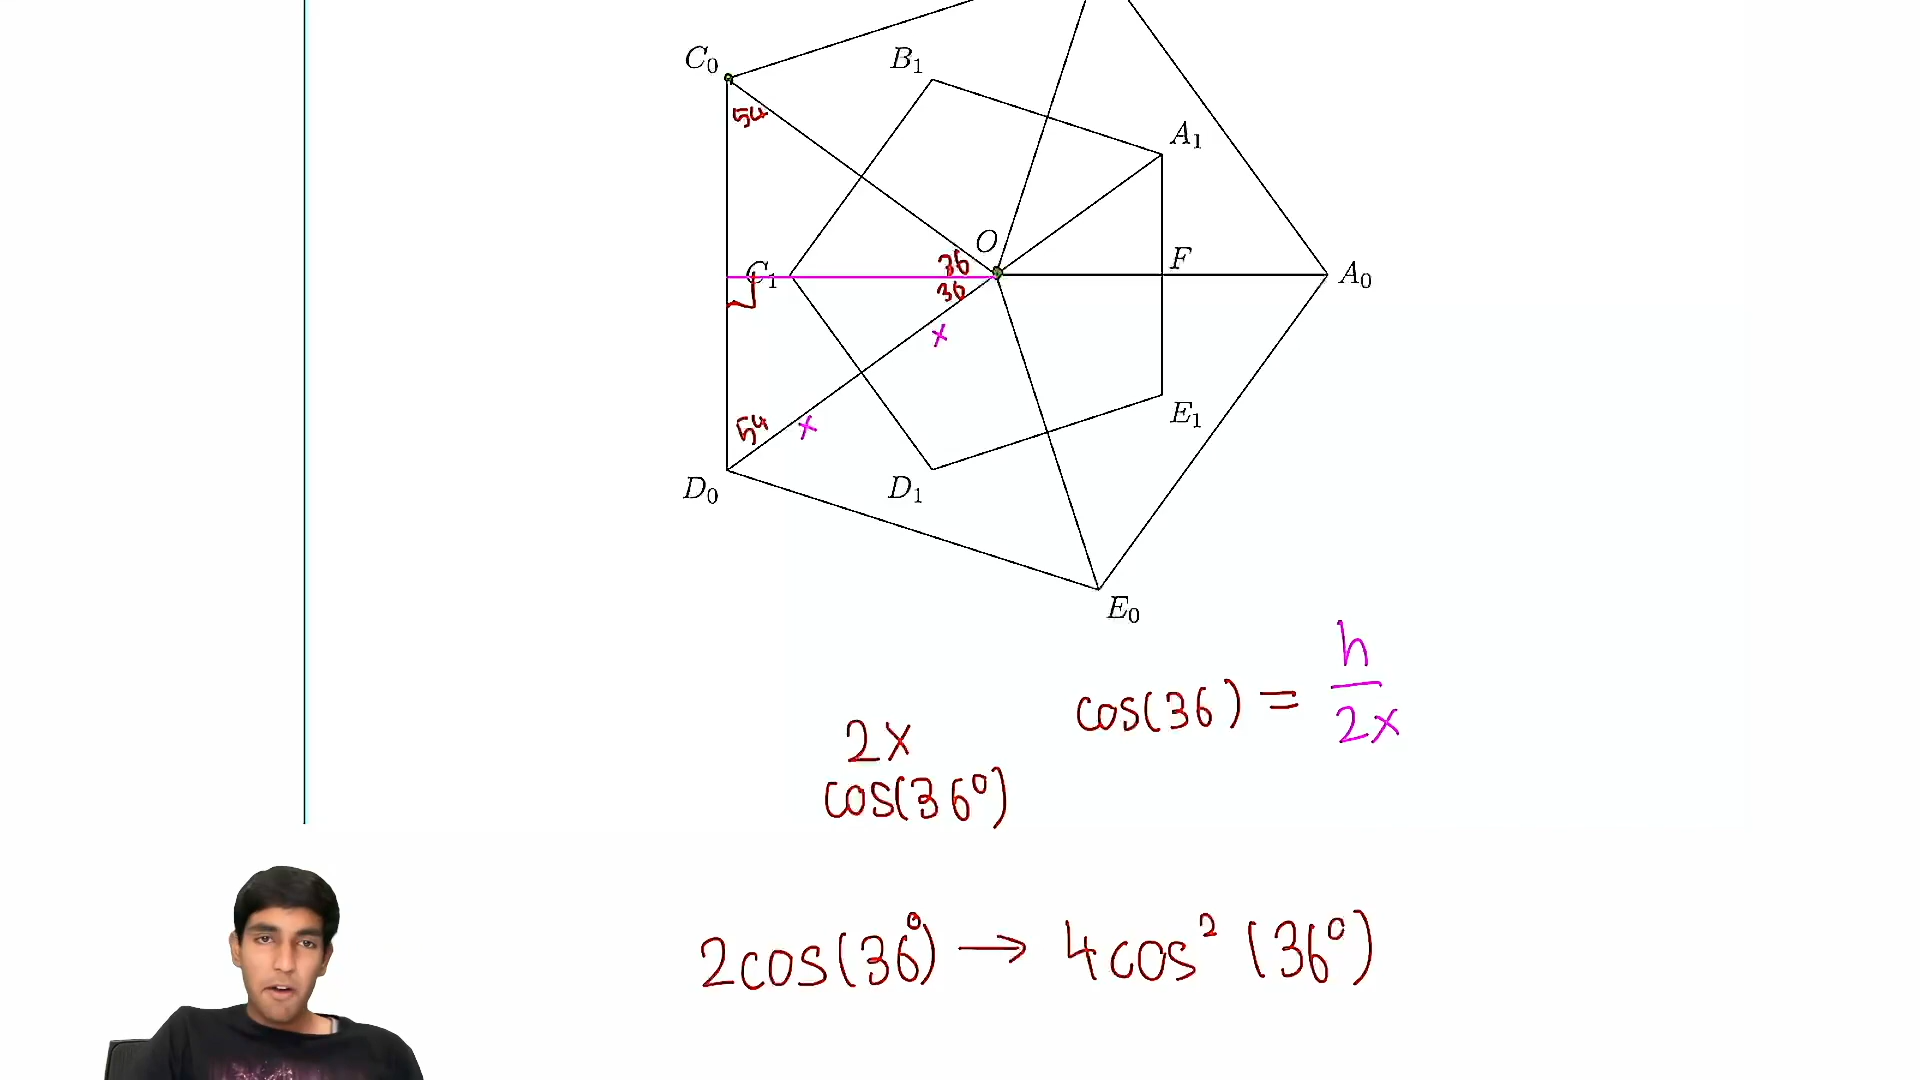 C₀
B₁
54
A₁
O
36
F
C₁
A₀
36
x
54
x
E₁
D₀
D₁
E₀
cos(36) = h/2x
2x
cos(36°)
2cos(36°) → 4cos²(36°)